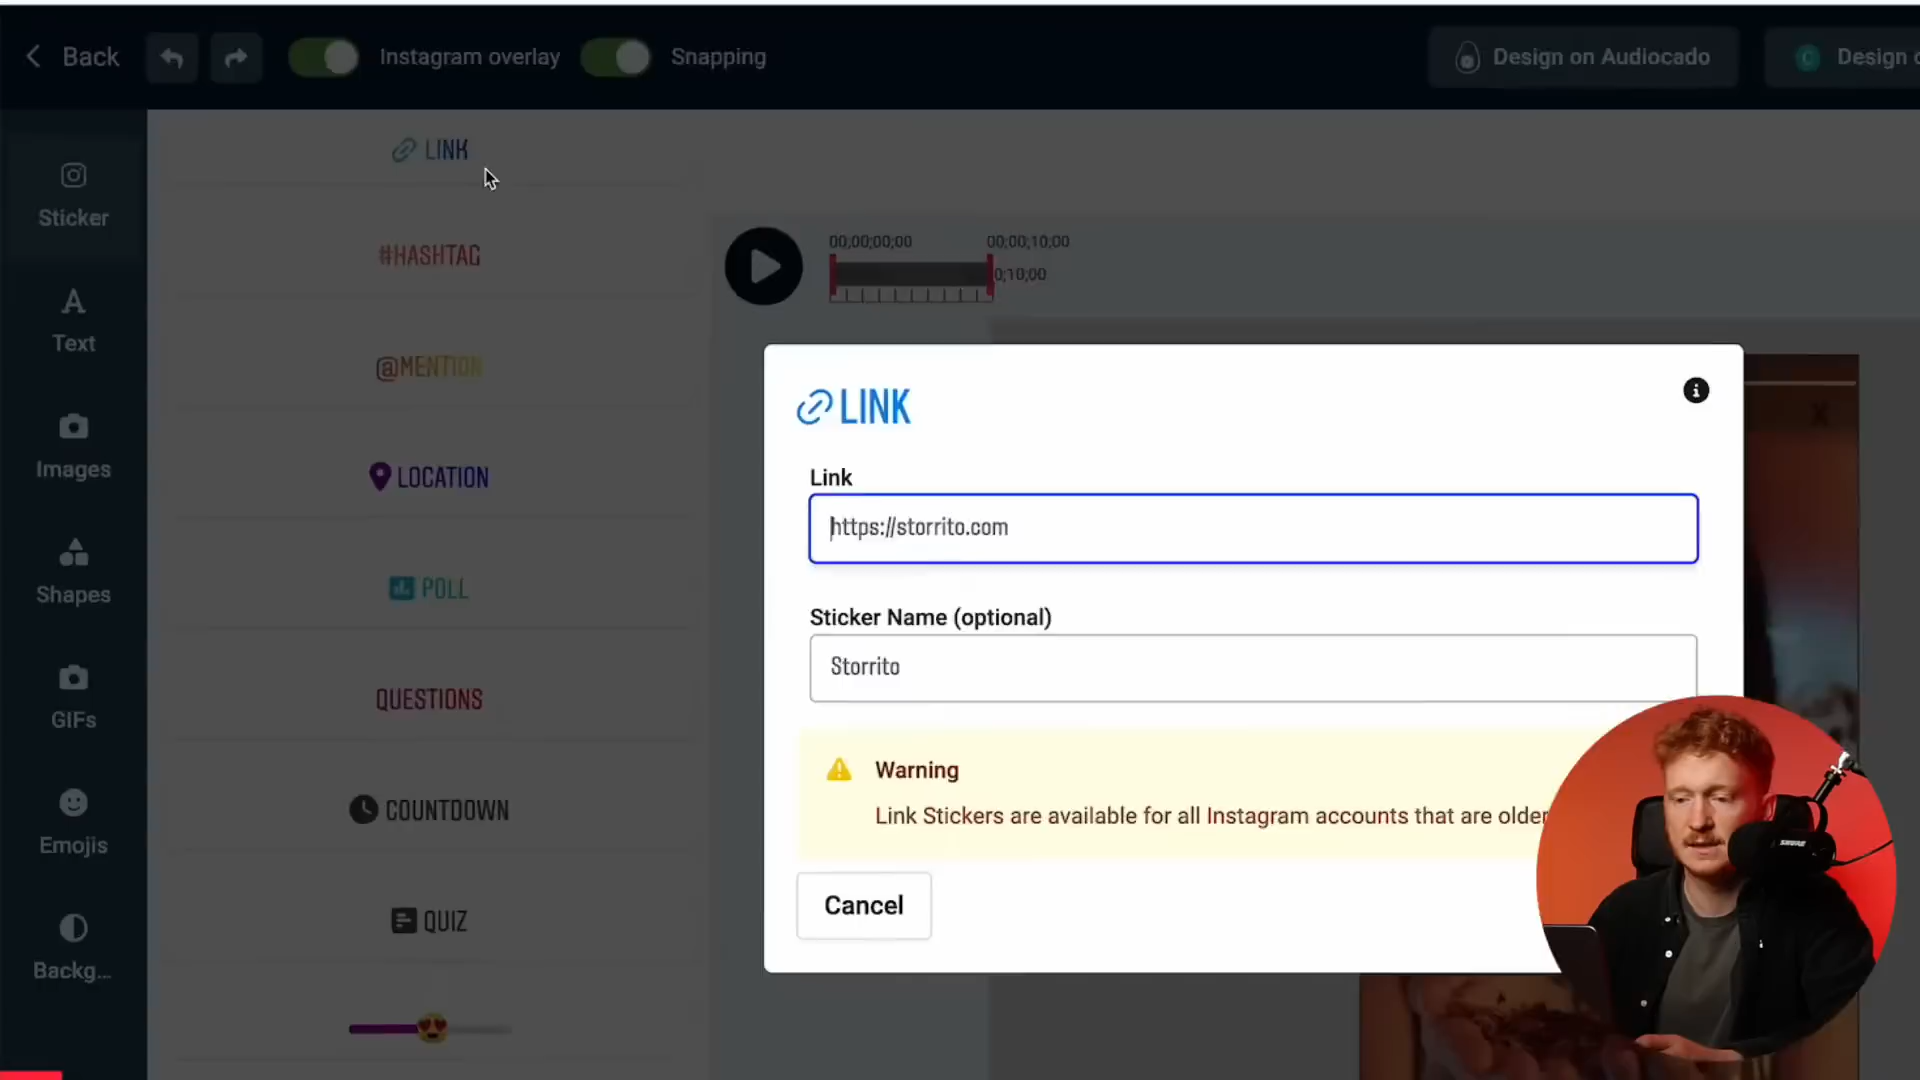 Back
Instagram overlay
Snapping
Design on Audiocado
Design
Sticker
Text
Images
Shapes
GIFs
Emojis
Backg...
LINK
#HASHTAG
@MENTION
LOCATION
POLL
QUESTIONS
COUNTDOWN
QUIZ
00;00;00;00
00;00;10;00
0;10;00
LINK
Link
https://storrito.com
Sticker Name (optional)
Storrito
Warning
Link Stickers are available for all Instagram accounts that are older
Cancel
SHURE